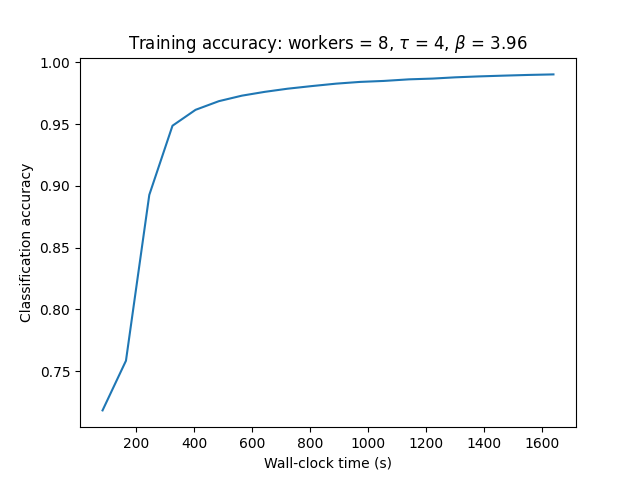 Training accuracy: workers = 8, τ = 4, β = 3.96
1.00
0.95
0.90
0.85
0.80
0.75
Classification accuracy
200 400 600 800 1000 1200 1400 1600
Wall-clock time (s)